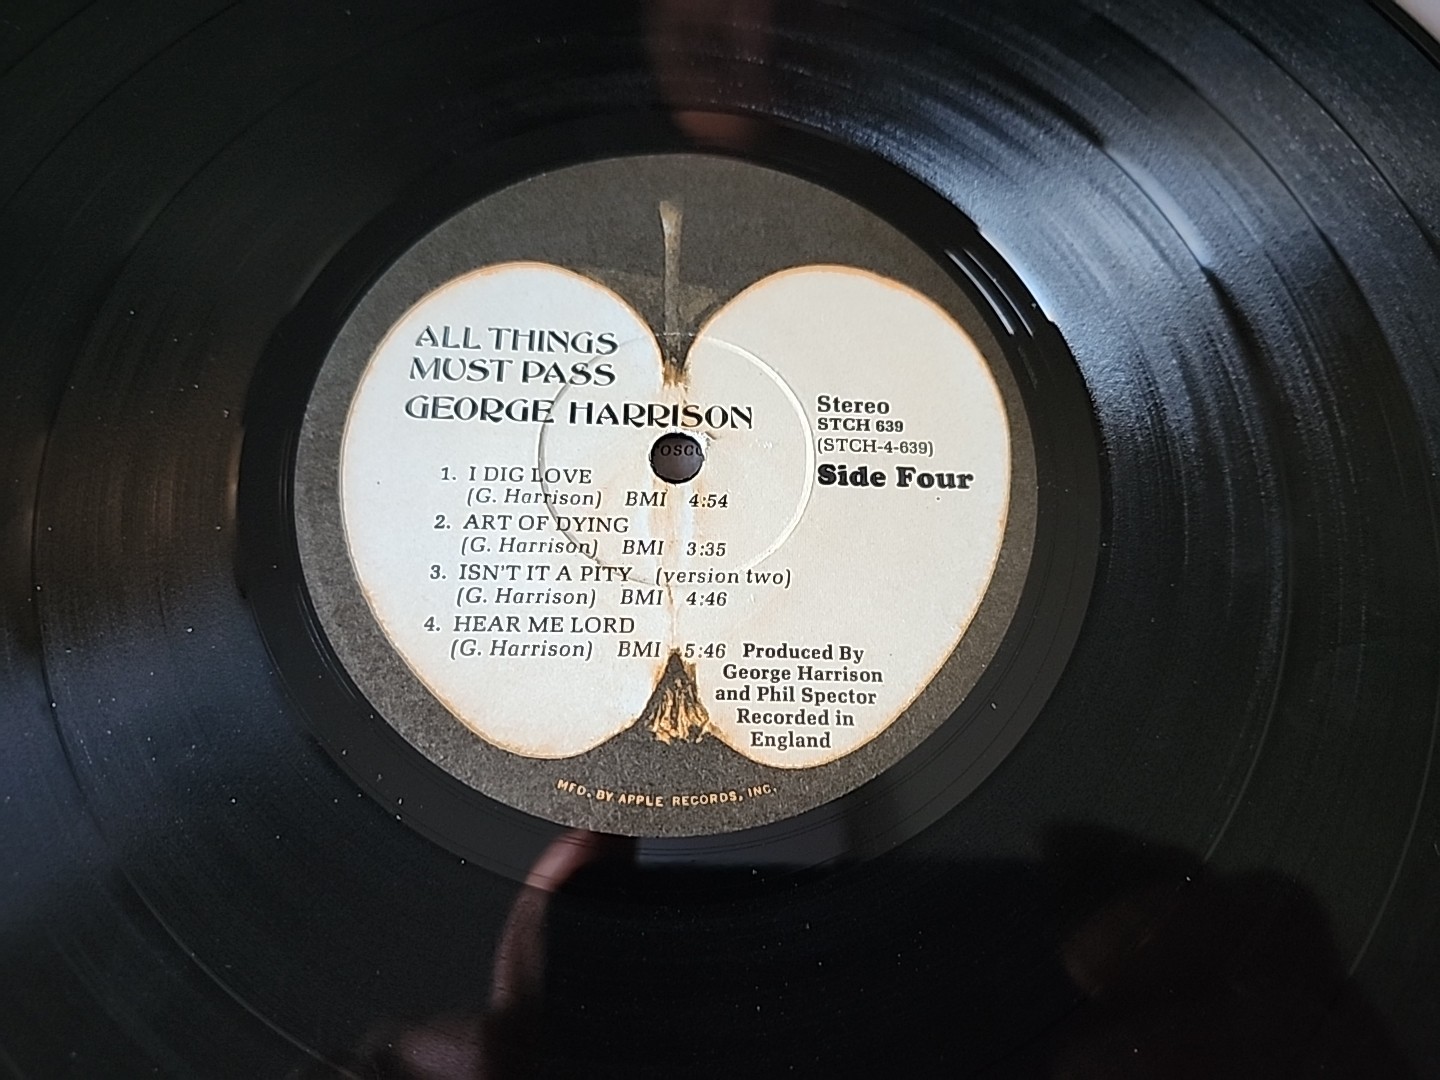 ALL THINGS
MUST PASS
GEORGE HARRISON
Stereo
STCH 639
(STCH-4-639)
Side Four
1. I DIG LOVE
(G. Harrison) BMI 4:54
2. ART OF DYING
(G. Harrison) BMI 3:35
3. ISN'T IT A PITY (version two)
(G. Harrison) BMI 4:46
4. HEAR ME LORD
(G. Harrison) BMI 5:46
Produced By
George Harrison
and Phil Spector
Recorded in
England
MFD. BY APPLE RECORDS, INC.